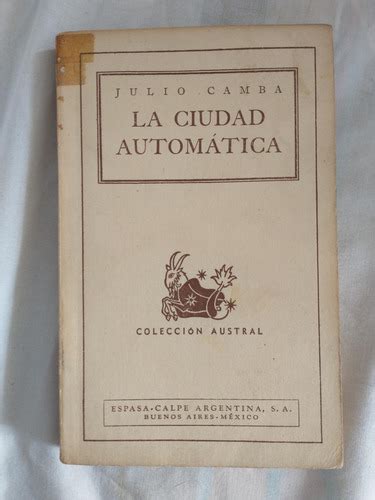 JULIO CAMBA
LA CIUDAD
AUTOMÁTICA
COLECCIÓN AUSTRAL
ESPASA-CALPE ARGENTINA, S. A.
BUENOS AIRES-MÉXICO